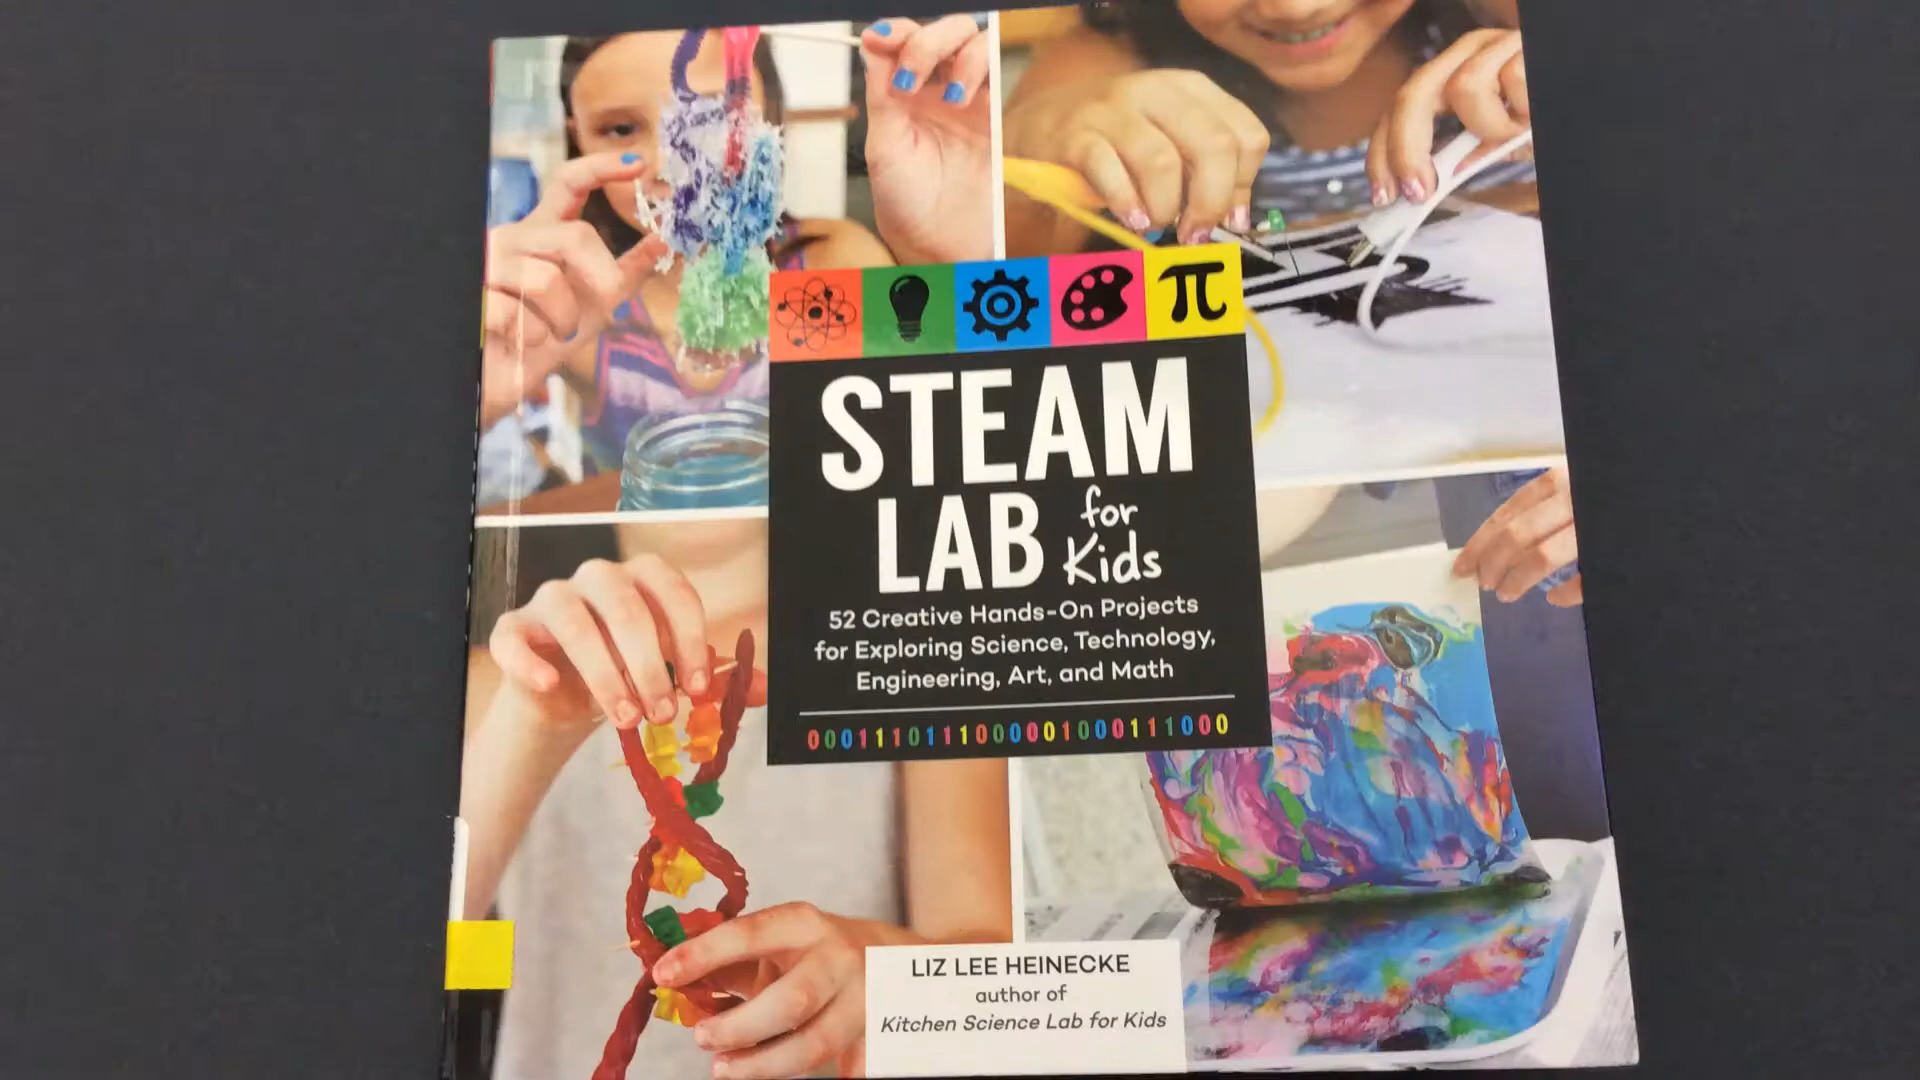 π
STEAM
LAB for Kids
52 Creative Hands-On Projects
for Exploring Science, Technology,
Engineering, Art, and Math
00011101111000001000111000
LIZ LEE HEINECKE
author of
Kitchen Science Lab for Kids